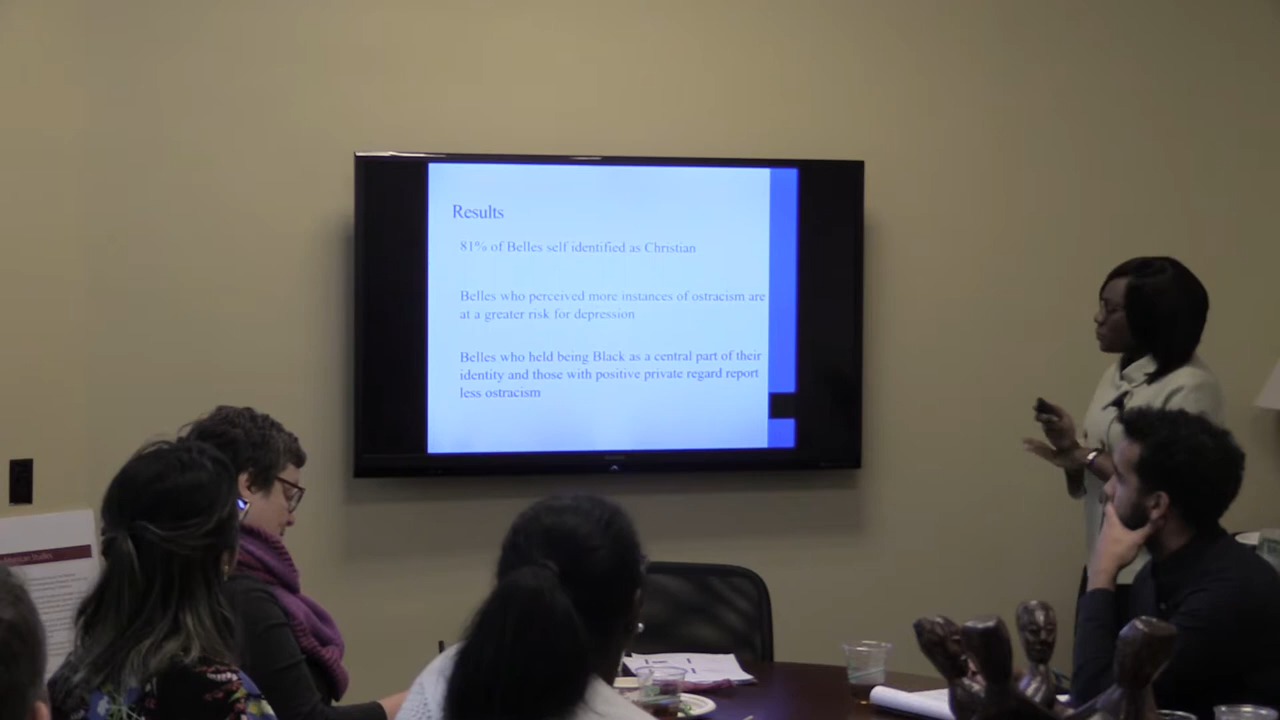 Results
81% of Belles self identified as Christian
Belles who perceived more instances of ostracism are
at a greater risk for depression
Belles who held being Black as a central part of their
identity and those with positive private regard report
less ostracism
Studies